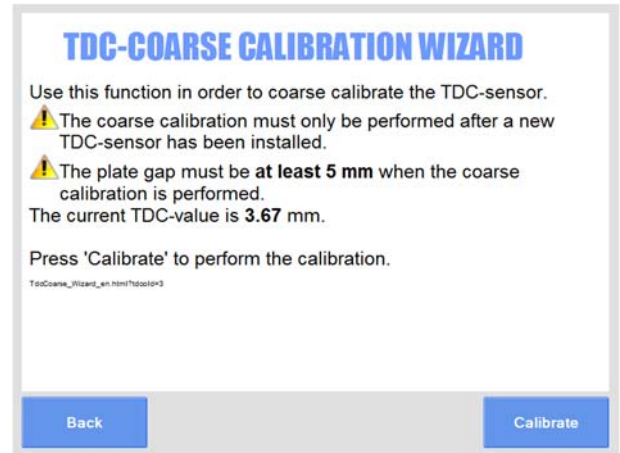 TDC-COARSE CALIBRATION WIZARD
Use this function in order to coarse calibrate the TDC-sensor.
The coarse calibration must only be performed after a new
TDC-sensor has been installed.
The plate gap must be at least 5 mm when the coarse
calibration is performed.
The current TDC-value is 3.67 mm.
Press 'Calibrate' to perform the calibration.
TdcCoarse_Wizard_en.html?tdcoId=3
Back
Calibrate